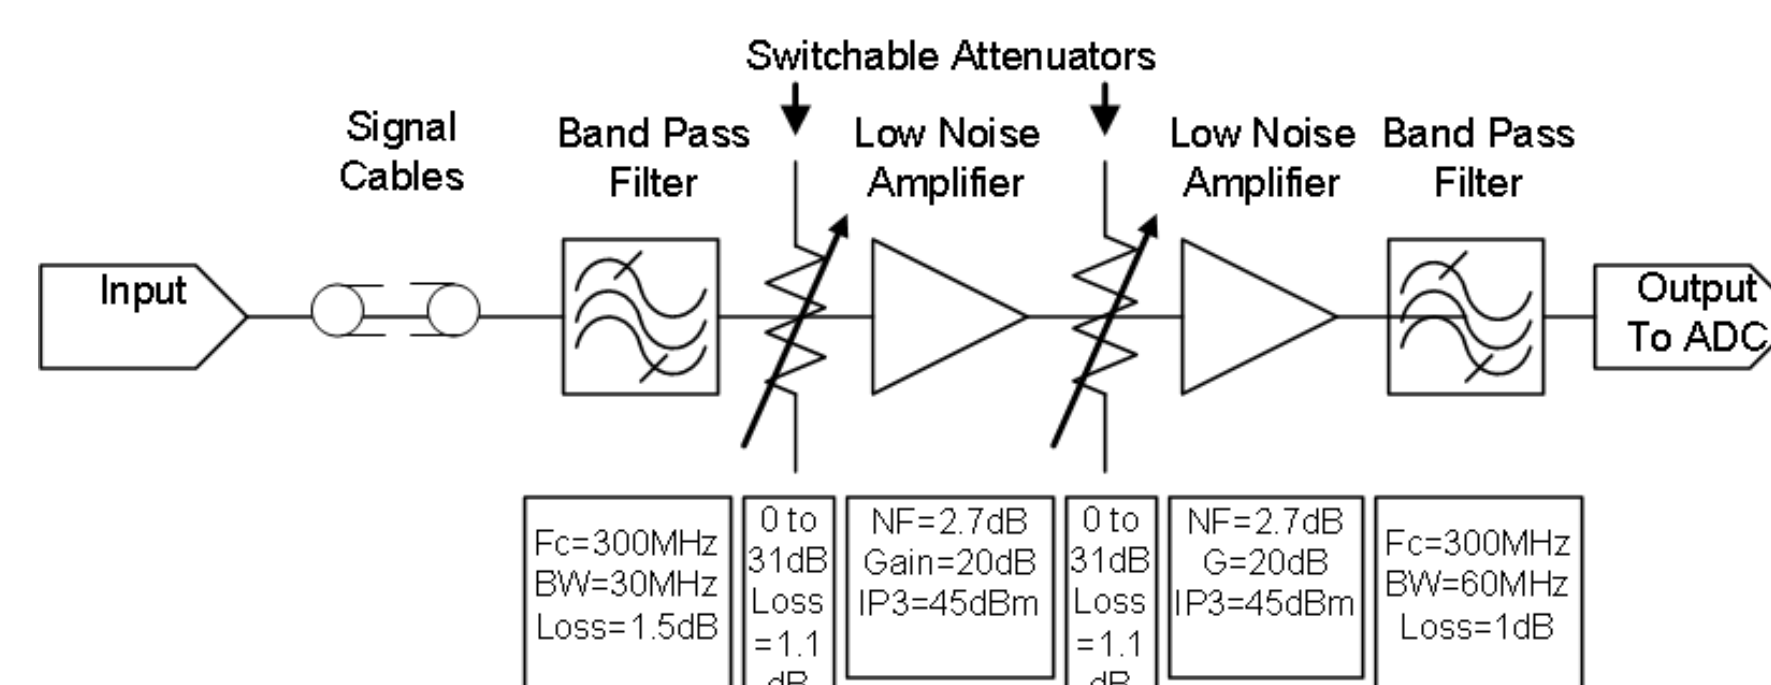 Switchable Attenuators
Signal
Cables
Band Pass
Filter
Low Noise
Amplifier
Low Noise
Amplifier
Band Pass
Filter
Input
Output
To ADC
Fc=300MHz
BW=30MHz
Loss=1.5dB
0 to
31dB
Loss
=1.1
dB
NF=2.7dB
Gain=20dB
IP3=45dBm
0 to
31dB
Loss
=1.1
dB
NF=2.7dB
G=20dB
IP3=45dBm
Fc=300MHz
BW=60MHz
Loss=1dB